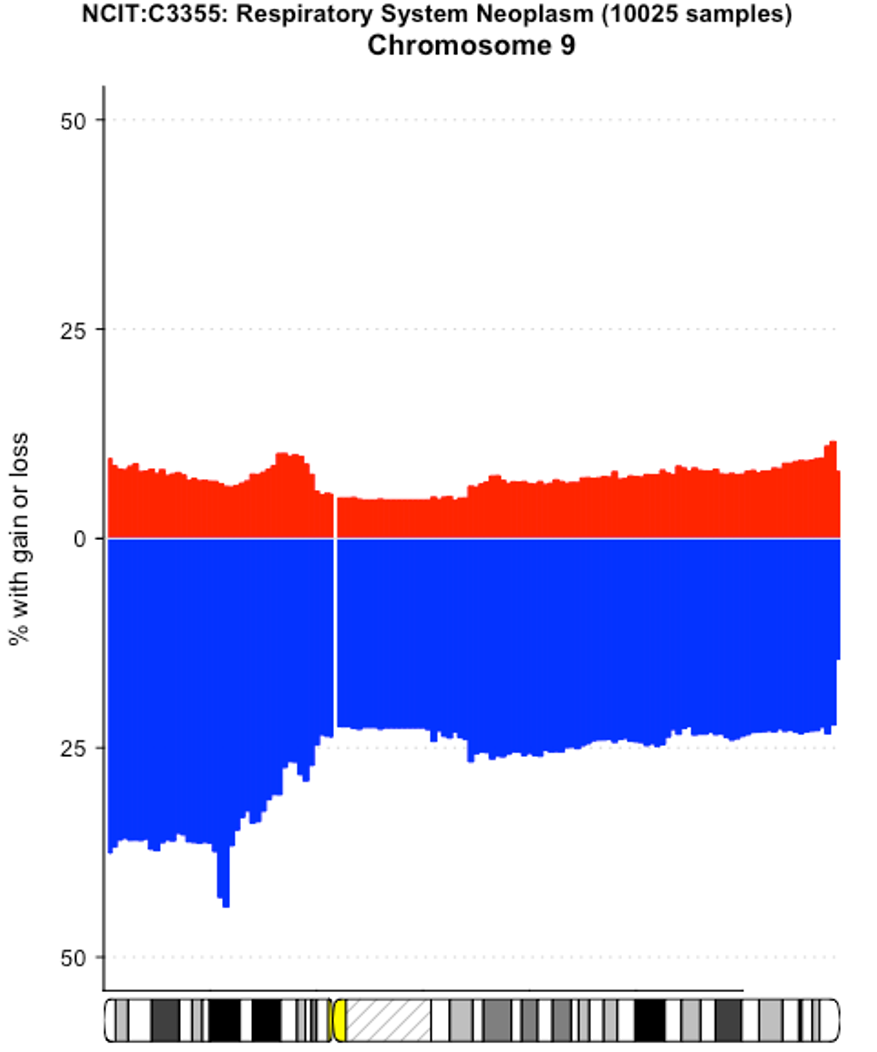 NCIT:C3355: Respiratory System Neoplasm (10025 samples)
Chromosome 9
50
25
0
25
50
% with gain or loss